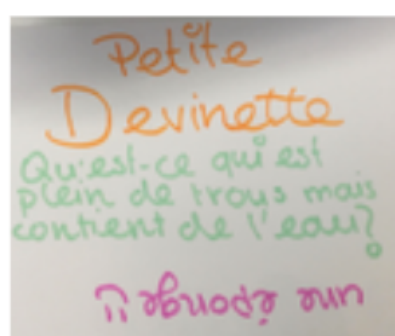 Petite
Devinette
Qu'est-ce qui est
plein de trous mais
contient de l'eau?
une éponge !!